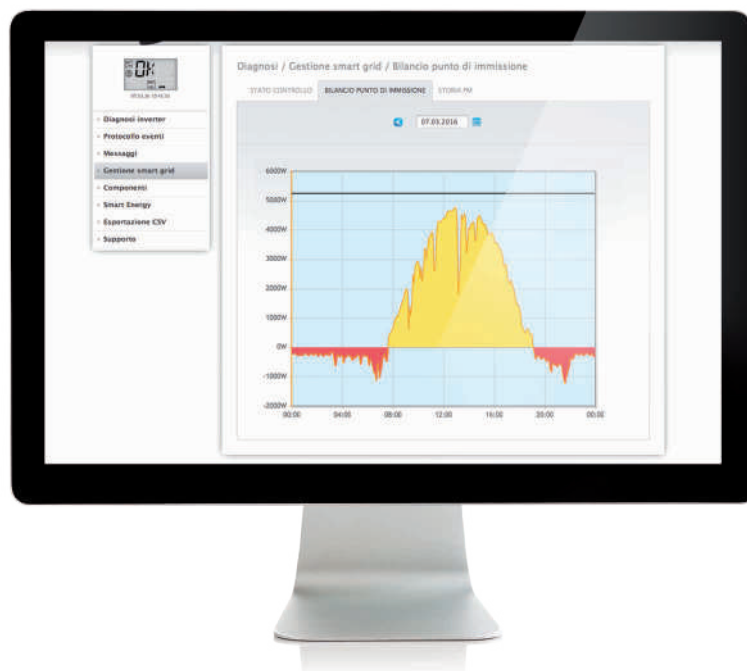 OK
Diagnosi inverter
Protocollo eventi
Messaggi
Gestione smart grid
Componenti
Smart Energy
Esportazione CSV
Supporto
Diagnosi / Gestione smart grid / Bilancio punto di immissione
STATO CONTROLLO BILANCIO PUNTO DI IMMISSIONE STORIA PM
07.03.2016
6000W
5000W
4000W
3000W
2000W
1000W
0W
-1000W
-2000W
00:00 04:00 08:00 12:00 16:00 20:00 00:00